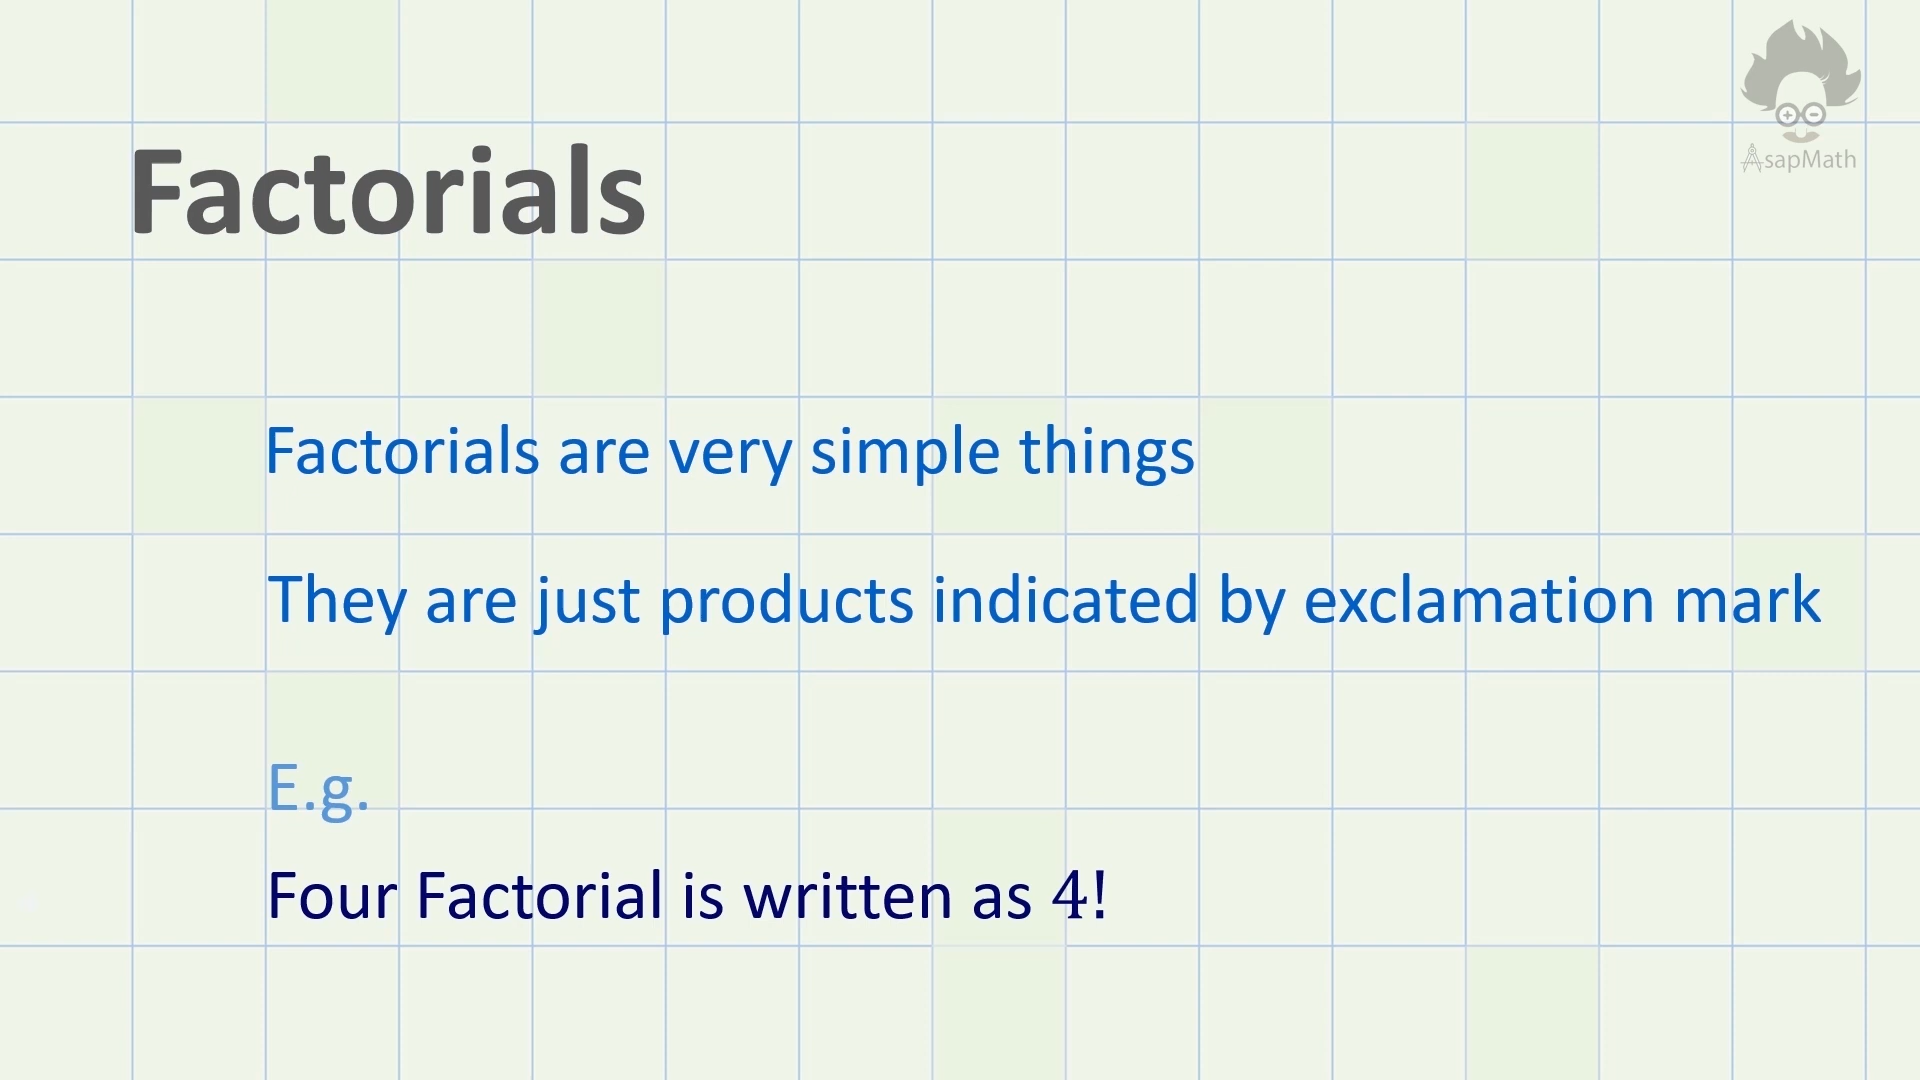 AsapMath
Factorials
Factorials are very simple things
They are just products indicated by exclamation mark
E.g.
Four Factorial is written as 4!